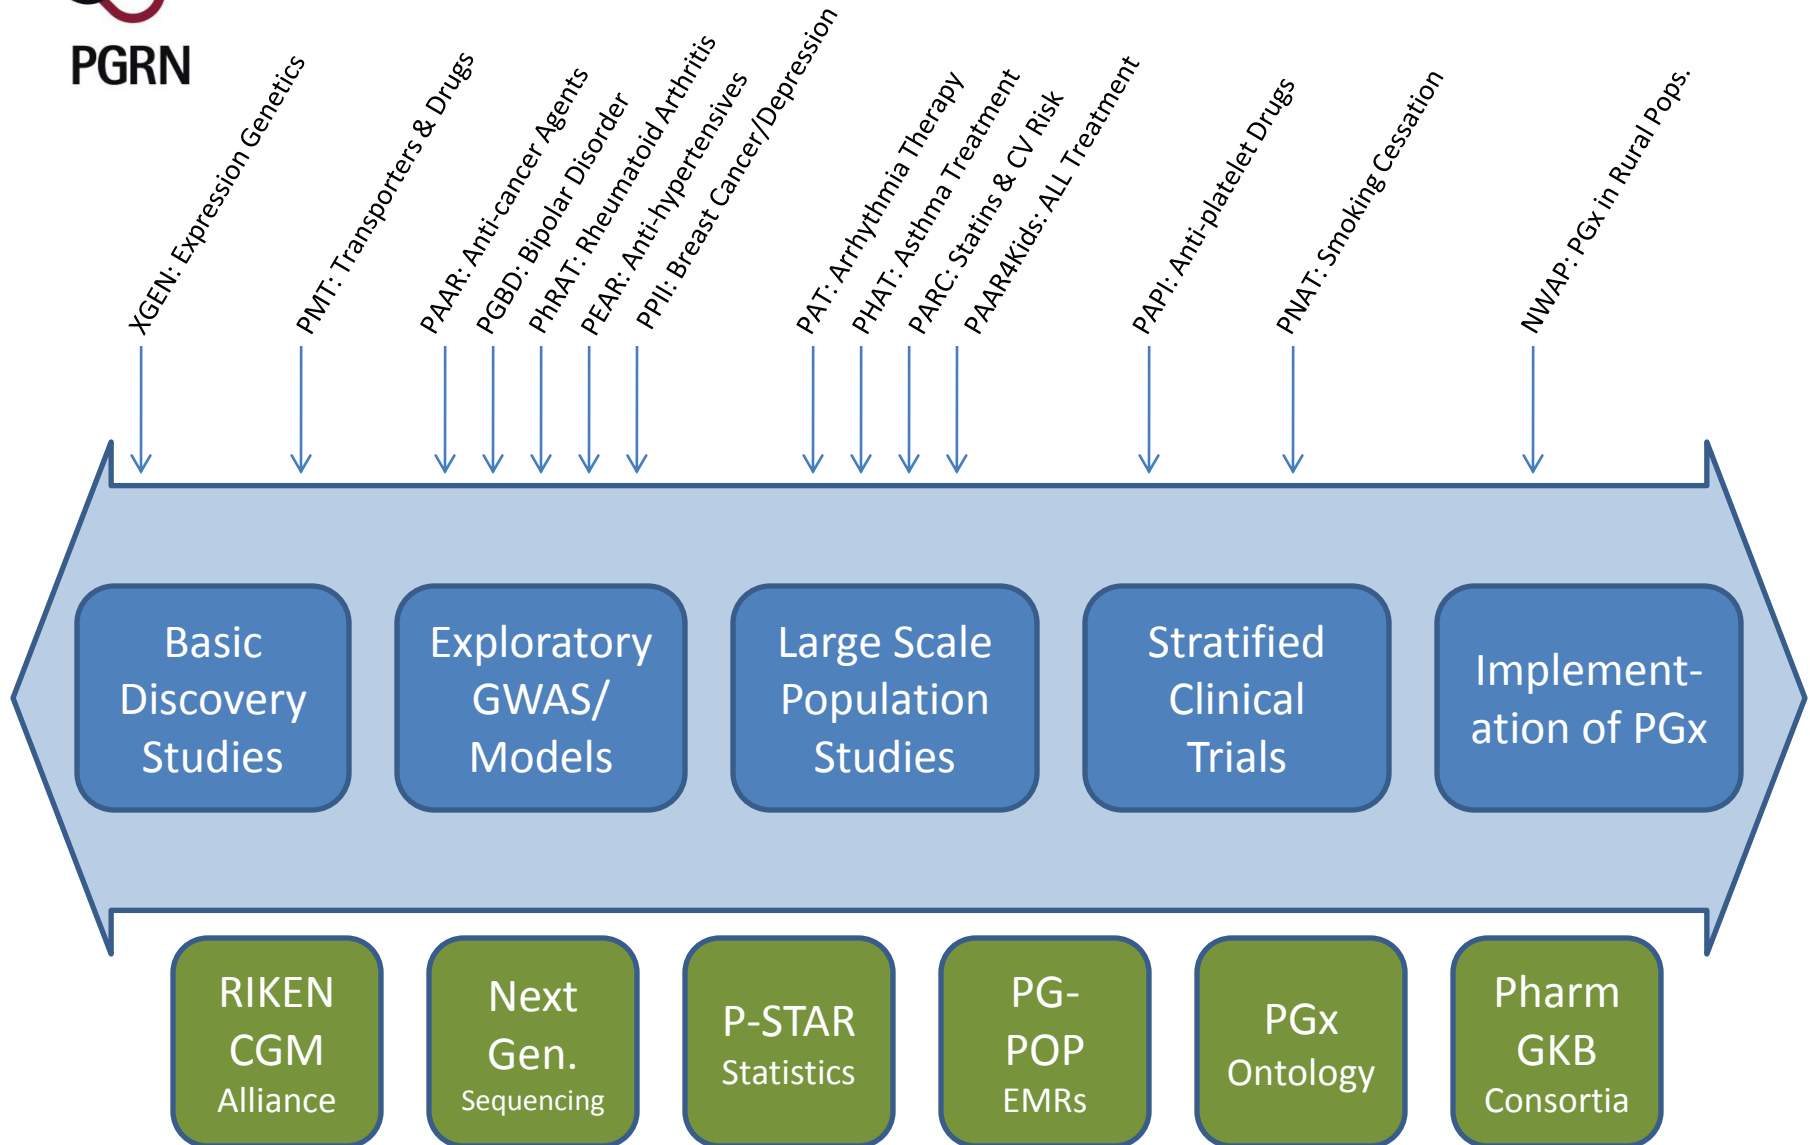 PGRN
XGEN: Expression Genetics
PMT: Transporters & Drugs
PAAR: Anti-cancer Agents
PGBD: Bipolar Disorder
PhRAT: Rheumatoid Arthritis
PEAR: Anti-hypertensives
PPII: Breast Cancer/Depression
PAT: Arrhythmia Therapy
PHAT: Asthma Treatment
PARC: Statins & CV Risk
PAAR4Kids: ALL Treatment
PAPI: Anti-platelet Drugs
PNAT: Smoking Cessation
NWAP: PGx in Rural Pops.
Basic
Discovery
Studies
Exploratory
GWAS/
Models
Large Scale
Population
Studies
Stratified
Clinical
Trials
Implement-
ation of PGx
RIKEN
CGM
Alliance
Next
Gen.
Sequencing
P-STAR
Statistics
PG-
POP
EMRs
PGx
Ontology
Pharm
GKB
Consortia